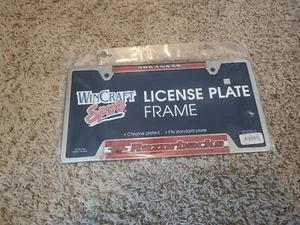 ARKANSAS
WINCRAFT
Sports
LICENSE PLATE
FRAME
• Chrome plated • Fits standard plate
Razorbacks